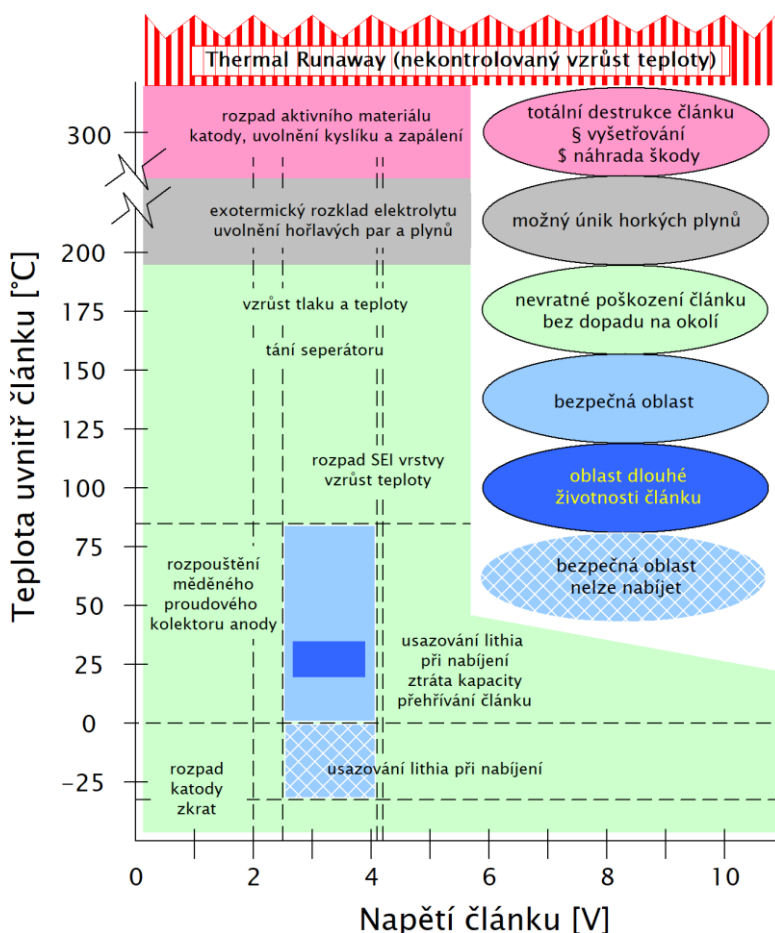 Thermal Runaway (nekontrolovaný vzrůst teploty)
rozpad aktivního materiálu
katody, uvolnění kyslíku a zapálení
exotermický rozklad elektrolytu
uvolnění hořlavých par a plynů
vzrůst tlaku a teploty
tání seperátoru
rozpad SEI vrstvy
vzrůst teploty
rozpouštění
měděného
proudového
kolektoru anody
usazování lithia
při nabíjení
ztráta kapacity
přehřívání článku
rozpad
katody
zkrat
usazování lithia při nabíjení
totální destrukce článku
§ vyšetřování
$ náhrada škody
možný únik horkých plynů
nevratné poškození článku
bez dopadu na okolí
bezpečná oblast
oblast dlouhé
životnosti článku
bezpečná oblast
nelze nabíjet
Teplota uvnitř článku [°C]
300
200
175
150
125
100
75
50
25
0
-25
0 2 4 6 8 10
Napětí článku [V]